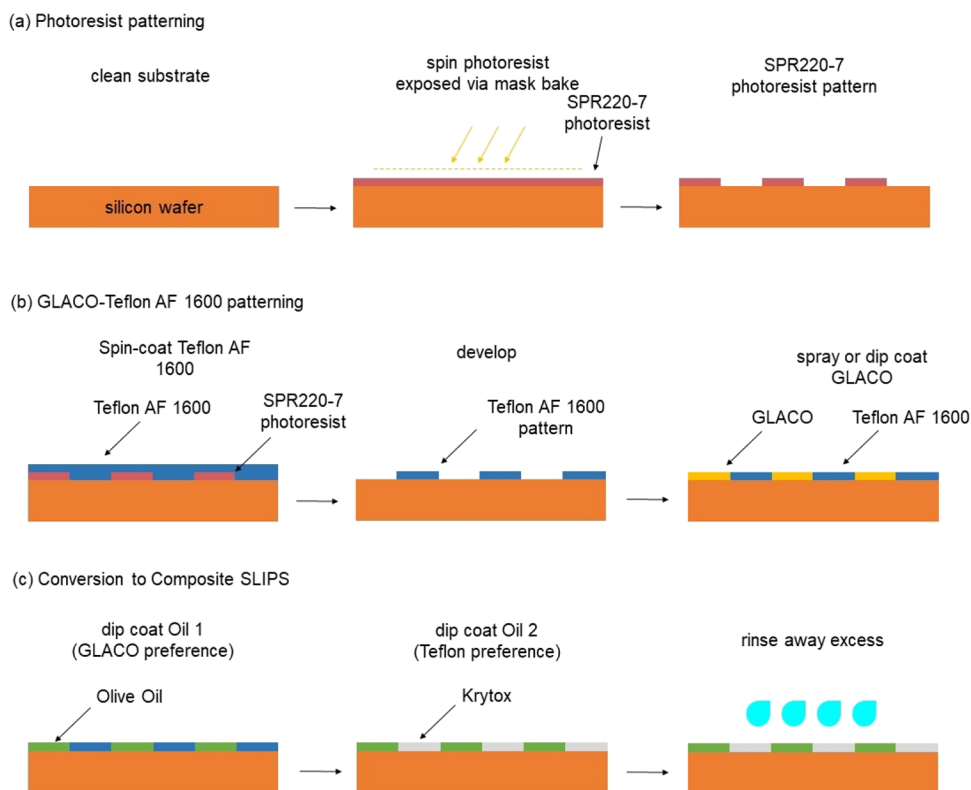 (a) Photoresist patterning
clean substrate
spin photoresist
exposed via mask bake
SPR220-7
photoresist
SPR220-7
photoresist pattern
silicon wafer
(b) GLACO-Teflon AF 1600 patterning
Spin-coat Teflon AF
1600
Teflon AF 1600
SPR220-7
photoresist
develop
Teflon AF 1600
pattern
spray or dip coat
GLACO
GLACO
Teflon AF 1600
(c) Conversion to Composite SLIPS
dip coat Oil 1
(GLACO preference)
Olive Oil
dip coat Oil 2
(Teflon preference)
Krytox
rinse away excess